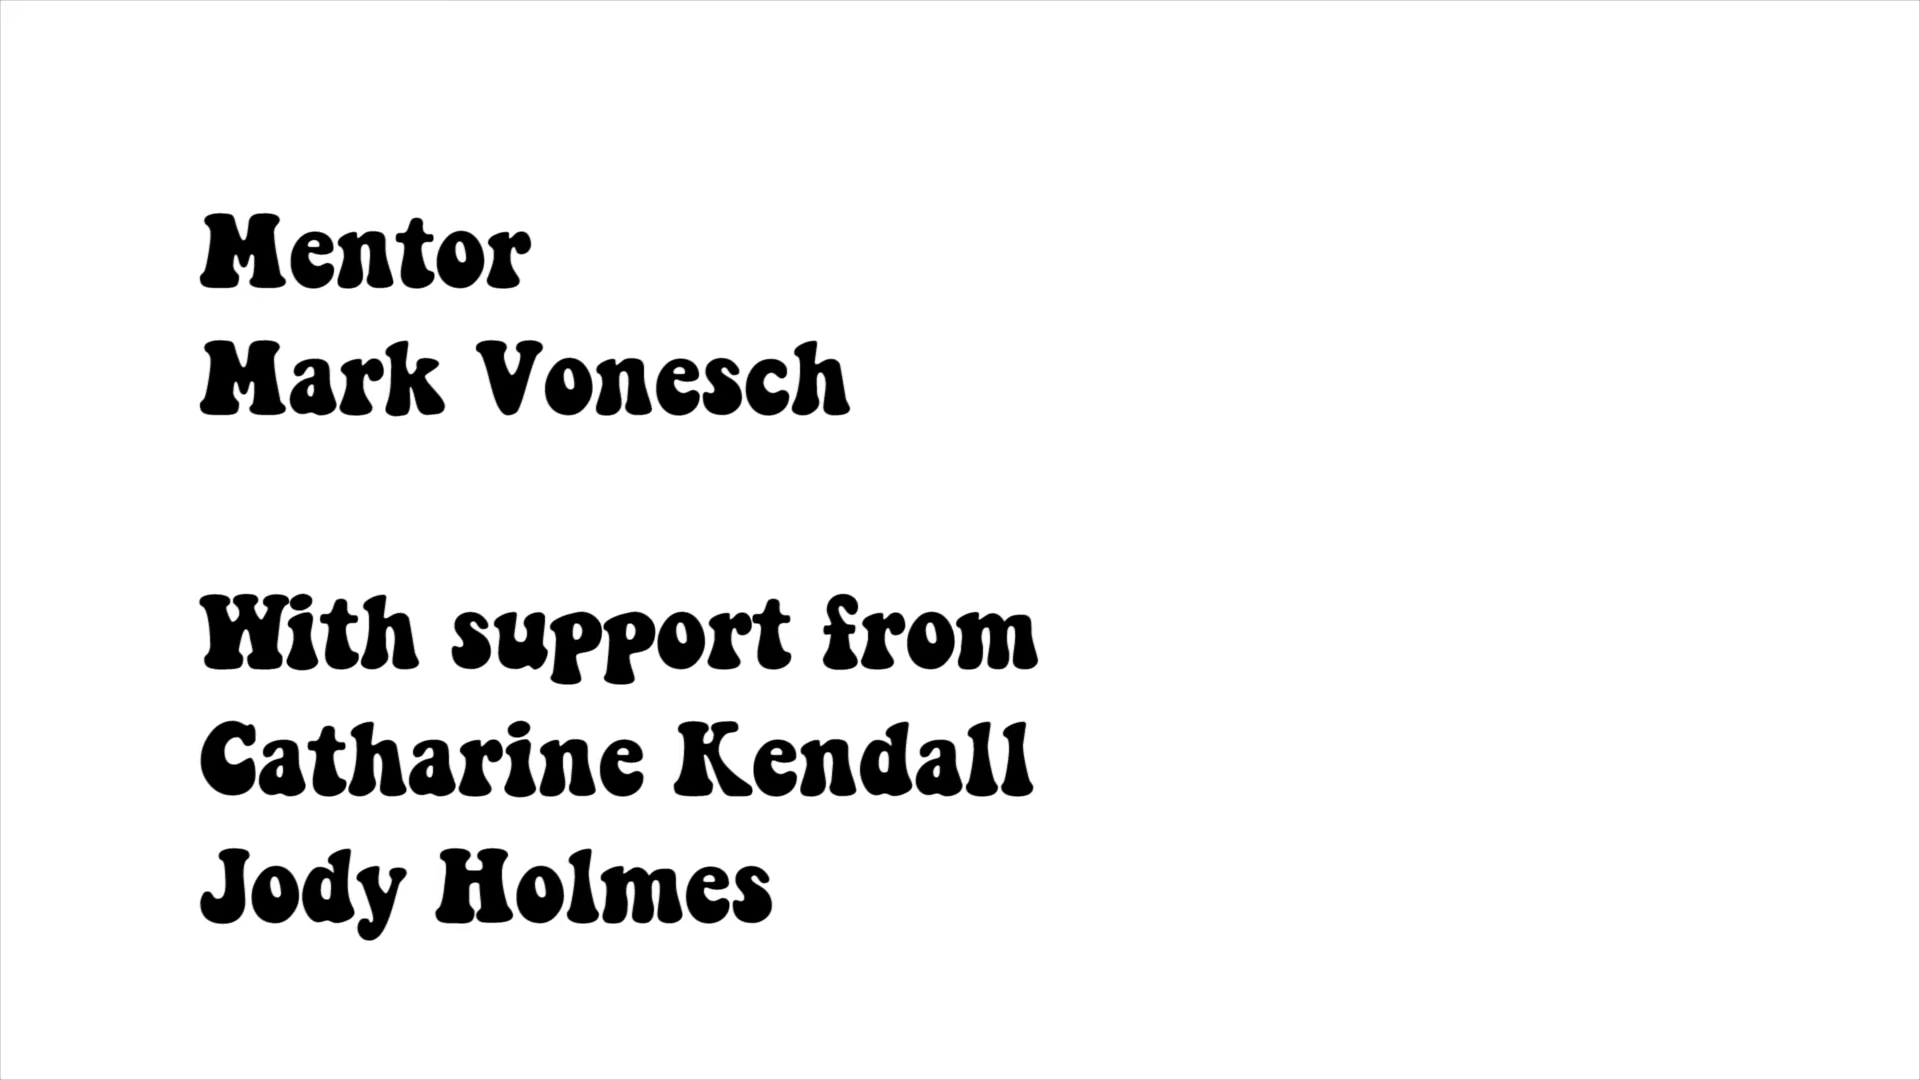 Mentor
Mark Vonesch
With support from
Catharine Kendall
Jody Holmes